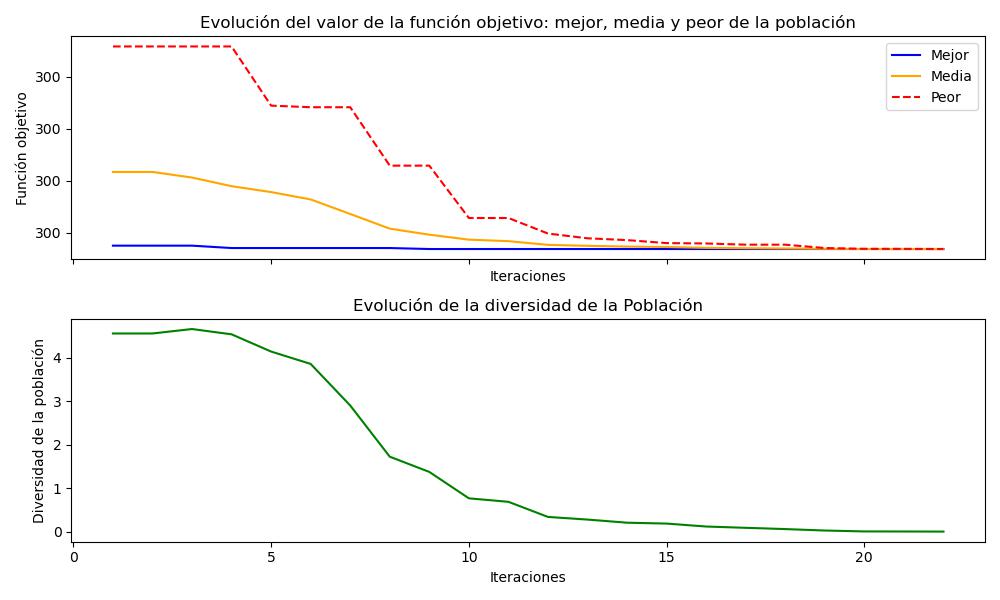 Evolución del valor de la función objetivo: mejor, media y peor de la población
300
300
300
300
Función objetivo
Mejor
Media
Peor
Iteraciones
Evolución de la diversidad de la Población
4
3
2
1
0
Diversidad de la población
0 5 10 15 20
Iteraciones